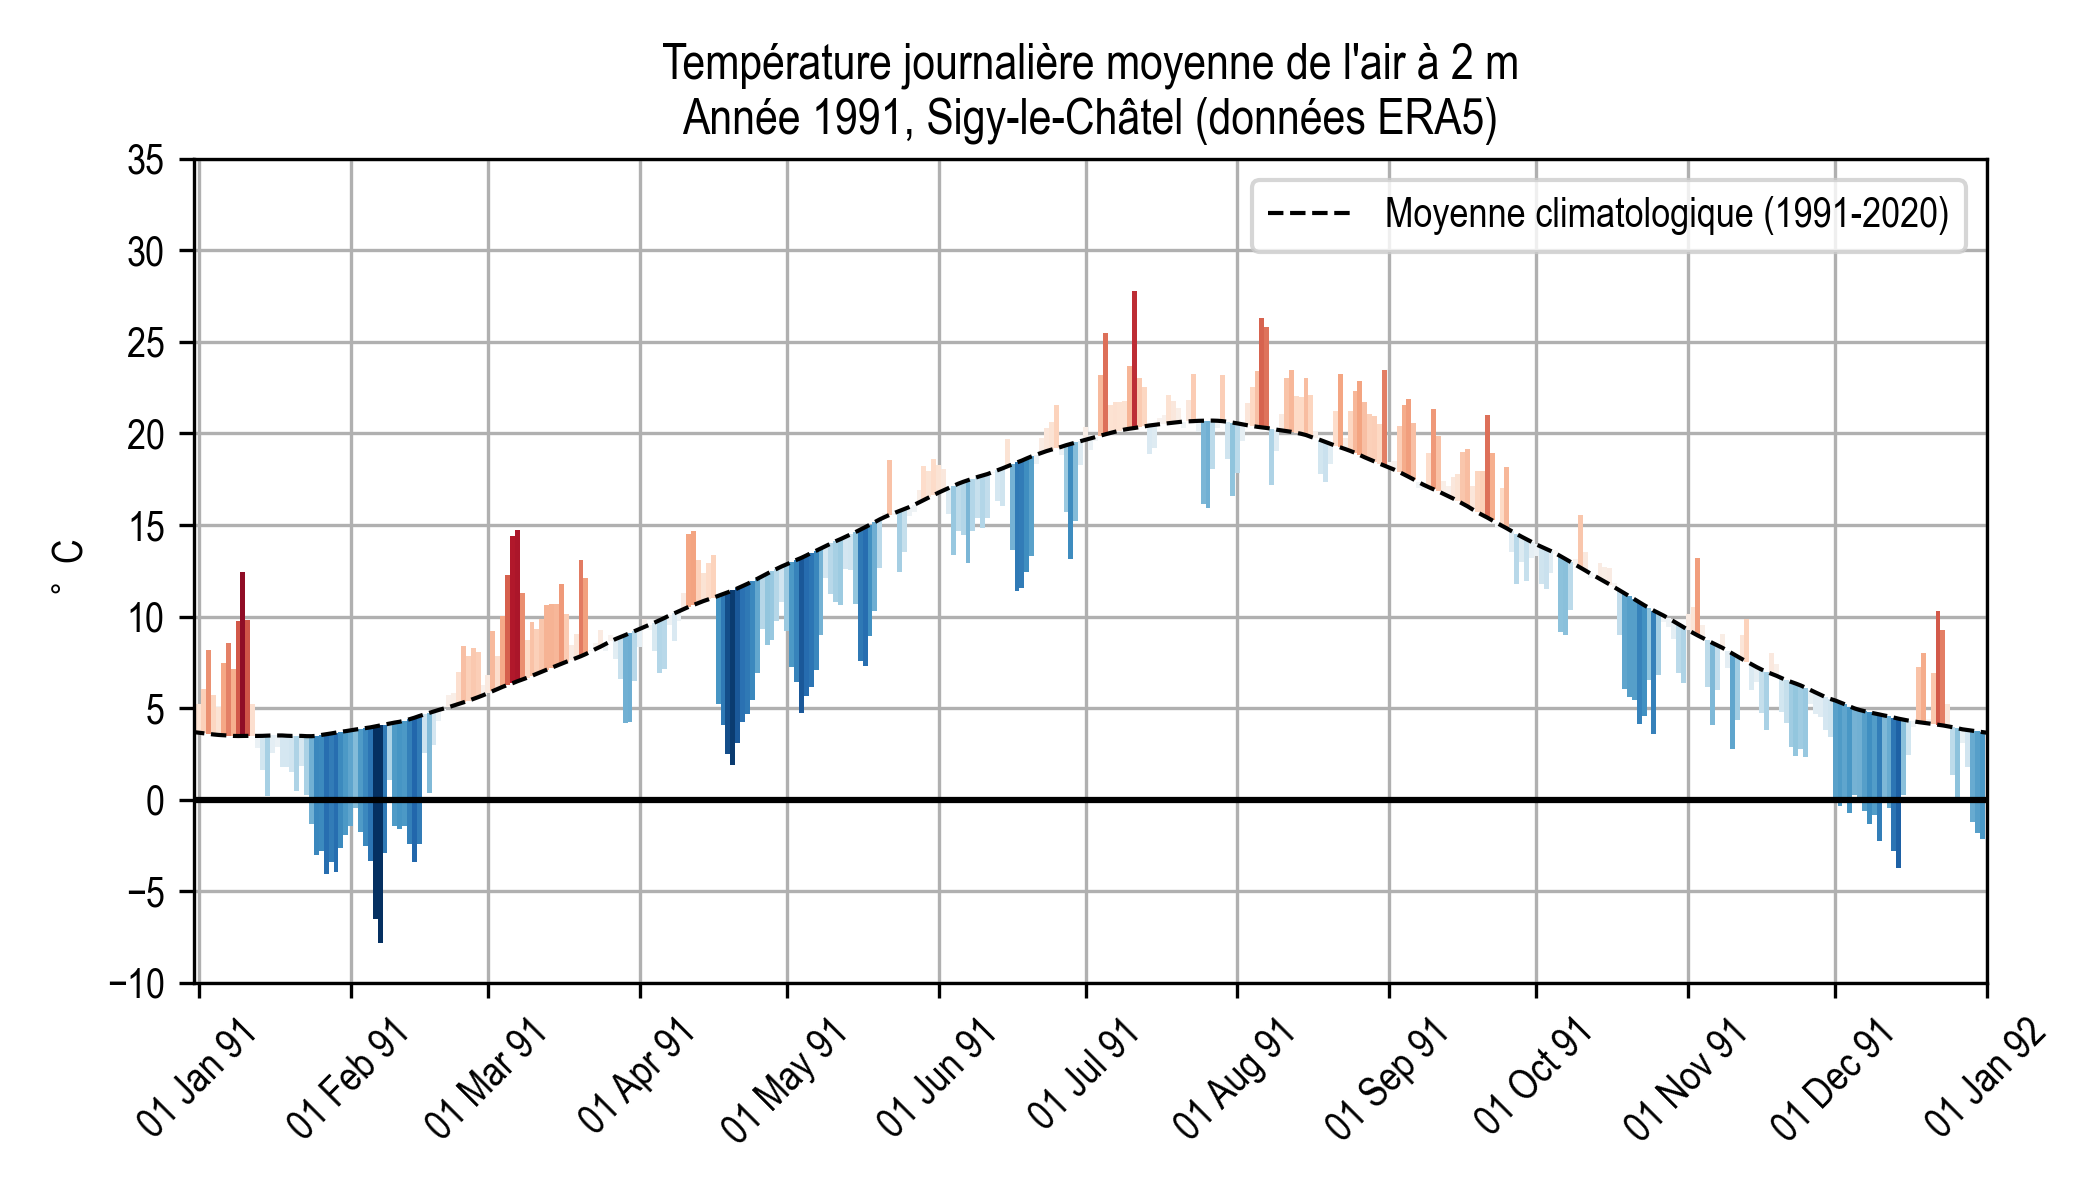 Température journalière moyenne de l'air à 2 m
Année 1991, Sigy-le-Châtel (données ERA5)
Moyenne climatologique (1991-2020)
35
30
25
20
15
10
5
0
−5
−10
° C
01 Jan 91
01 Feb 91
01 Mar 91
01 Apr 91
01 May 91
01 Jun 91
01 Jul 91
01 Aug 91
01 Sep 91
01 Oct 91
01 Nov 91
01 Dec 91
01 Jan 92